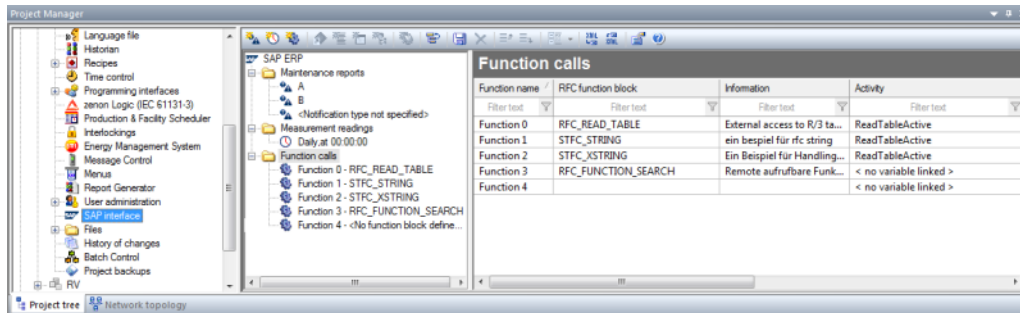 Project Manager
Language file
Historian
Recipes
Time control
Programming interfaces
zenon Logic (IEC 61131-3)
Production & Facility Scheduler
Interlockings
Energy Management System
Message Control
Menus
Report Generator
User administration
SAP interface
Files
History of changes
Batch Control
Project backups
RV
Project tree
Network topology
SAP ERP
Maintenance reports
A
B
<Notification type not specified>
Measurement readings
Daily,at 00:00:00
Function calls
Function 0 - RFC_READ_TABLE
Function 1 - STFC_STRING
Function 2 - STFC_XSTRING
Function 3 - RFC_FUNCTION_SEARCH
Function 4 - <No function block define...
Function calls
Function name RFC function block Information Activity
Filter text Filter text Filter text Filter text
Function 0 RFC_READ_TABLE External access to R/3 ta... ReadTableActive
Function 1 STFC_STRING ein bespiel für rfc string ReadTableActive
Function 2 STFC_XSTRING Ein Beispiel für Handling... ReadTableActive
Function 3 RFC_FUNCTION_SEARCH Remote aufrufbare Funk... < no variable linked >
Function 4 < no variable linked >